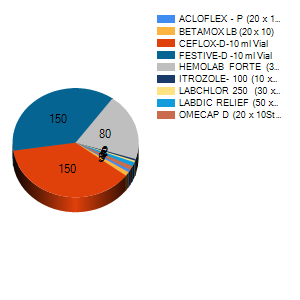 ACLOFLEX - P (20 x 1...
BETAMOX LB (20 x 10)
CEFLOX-D-10 ml Vial
FESTIVE-D -10 ml Vial
HEMOLAB FORTE (3...
ITROZOLE- 100 (10 x...
LABCHLOR 250 (30 x...
LABDIC RELIEF (50 x...
OMECAP D (20 x 10St...
150
80
150